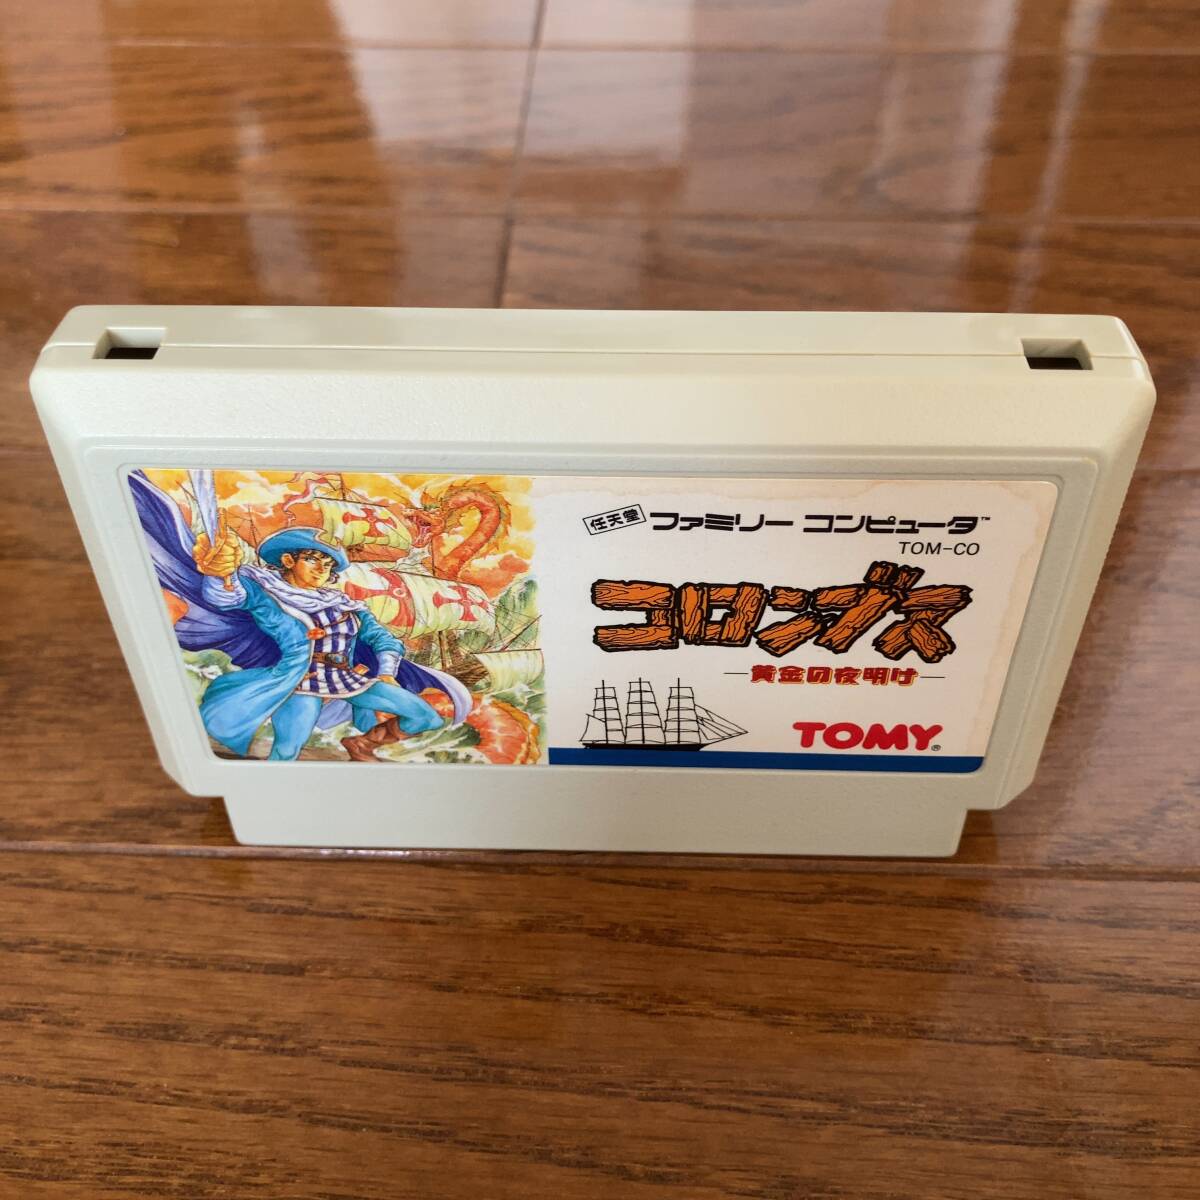 任天堂 ファミリー コンピュータ™
TOM-CO
コロンブス
―黄金の夜明け―
TOMY®